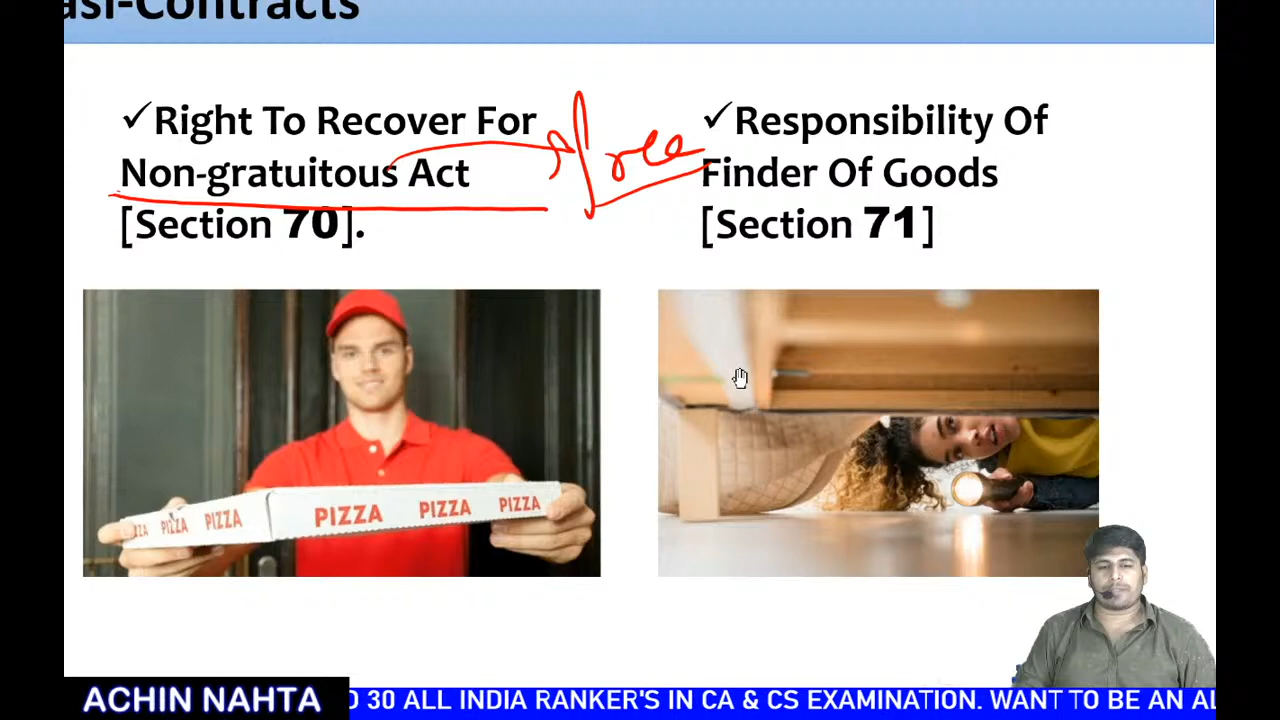 asi-Contracts
✓Right To Recover For
Non-gratuitous Act
[Section 70].
free
✓Responsibility Of
Finder Of Goods
[Section 71]
PIZZA PIZZA PIZZA PIZZA PIZZA
ACHIN NAHTA
O 30 ALL INDIA RANKER'S IN CA & CS EXAMINATION. WANT TO BE AN AL